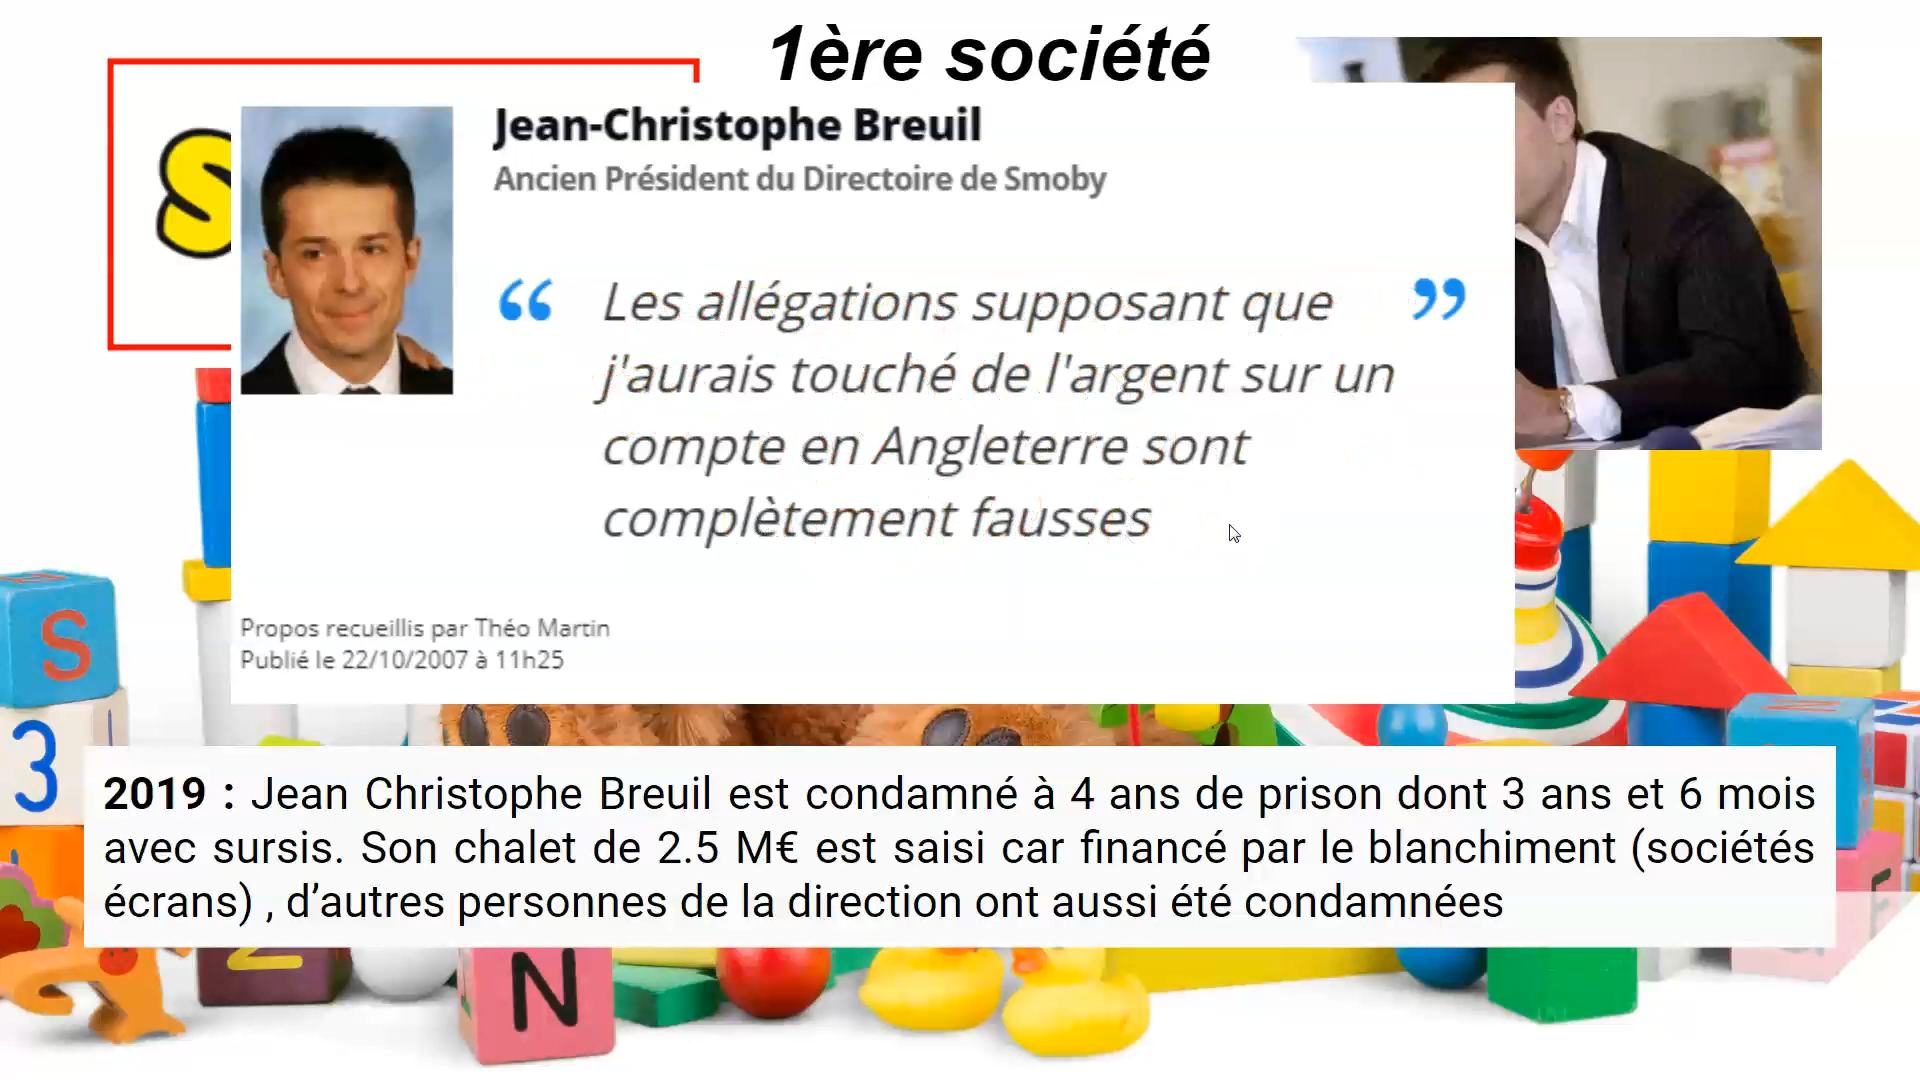 1ère société
S
Jean-Christophe Breuil
Ancien Président du Directoire de Smoby
“ Les allégations supposant que ”
j'aurais touché de l'argent sur un
compte en Angleterre sont
complètement fausses
Propos recueillis par Théo Martin
Publié le 22/10/2007 à 11h25
S
3
2019 : Jean Christophe Breuil est condamné à 4 ans de prison dont 3 ans et 6 mois
avec sursis. Son chalet de 2.5 M€ est saisi car financé par le blanchiment (sociétés
écrans) , d’autres personnes de la direction ont aussi été condamnées
2
N